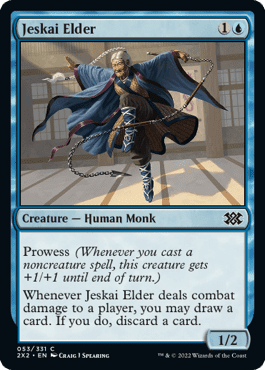 Jeskai Elder 1
Creature — Human Monk
Prowess (Whenever you cast a
noncreature spell, this creature gets
+1/+1 until end of turn.)
Whenever Jeskai Elder deals combat
damage to a player, you may draw a
card. If you do, discard a card.
1/2
053/331 C
2X2 • EN Craig J Spearing
™ & © 2022 Wizards of the Coast